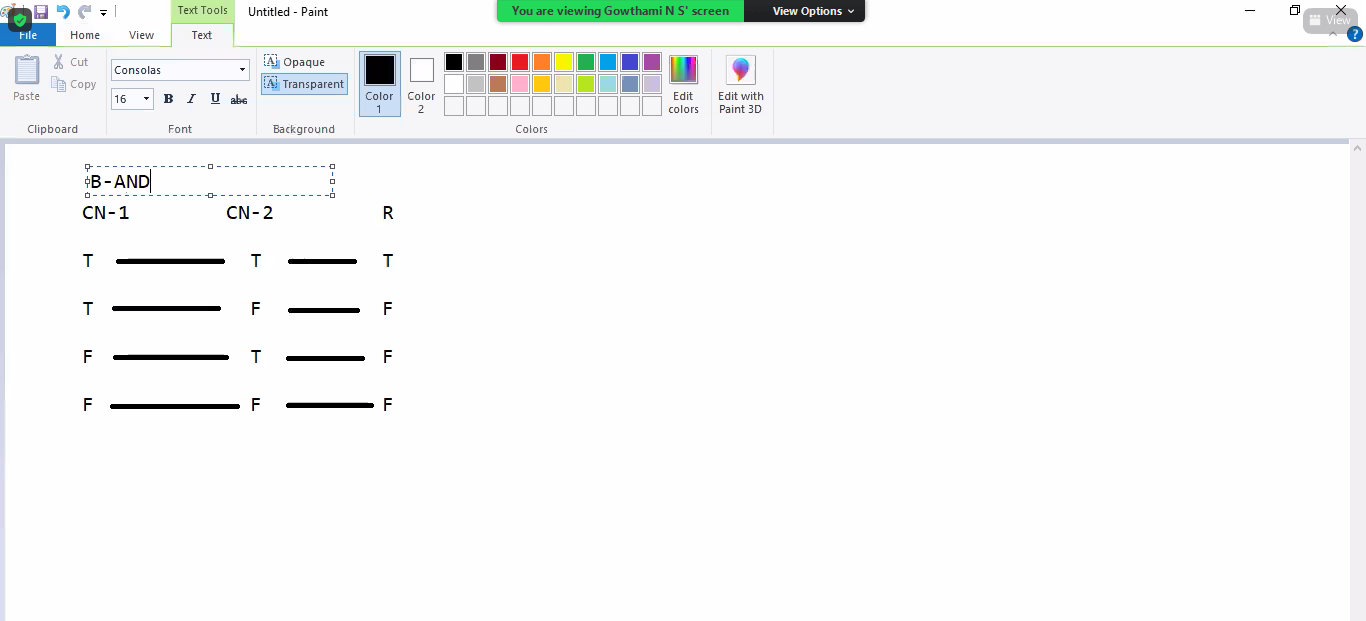 Text Tools
Untitled - Paint
You are viewing Gowthami N S' screen
View Options
View
File
Home
View
Text
Paste
Cut
Copy
Clipboard
Consolas
16
B I U abc
Font
Opaque
Transparent
Background
Color 1
Color 2
Edit colors
Colors
Edit with Paint 3D
B-AND
CN-1 CN-2 R
T T T
T F F
F T F
F F F